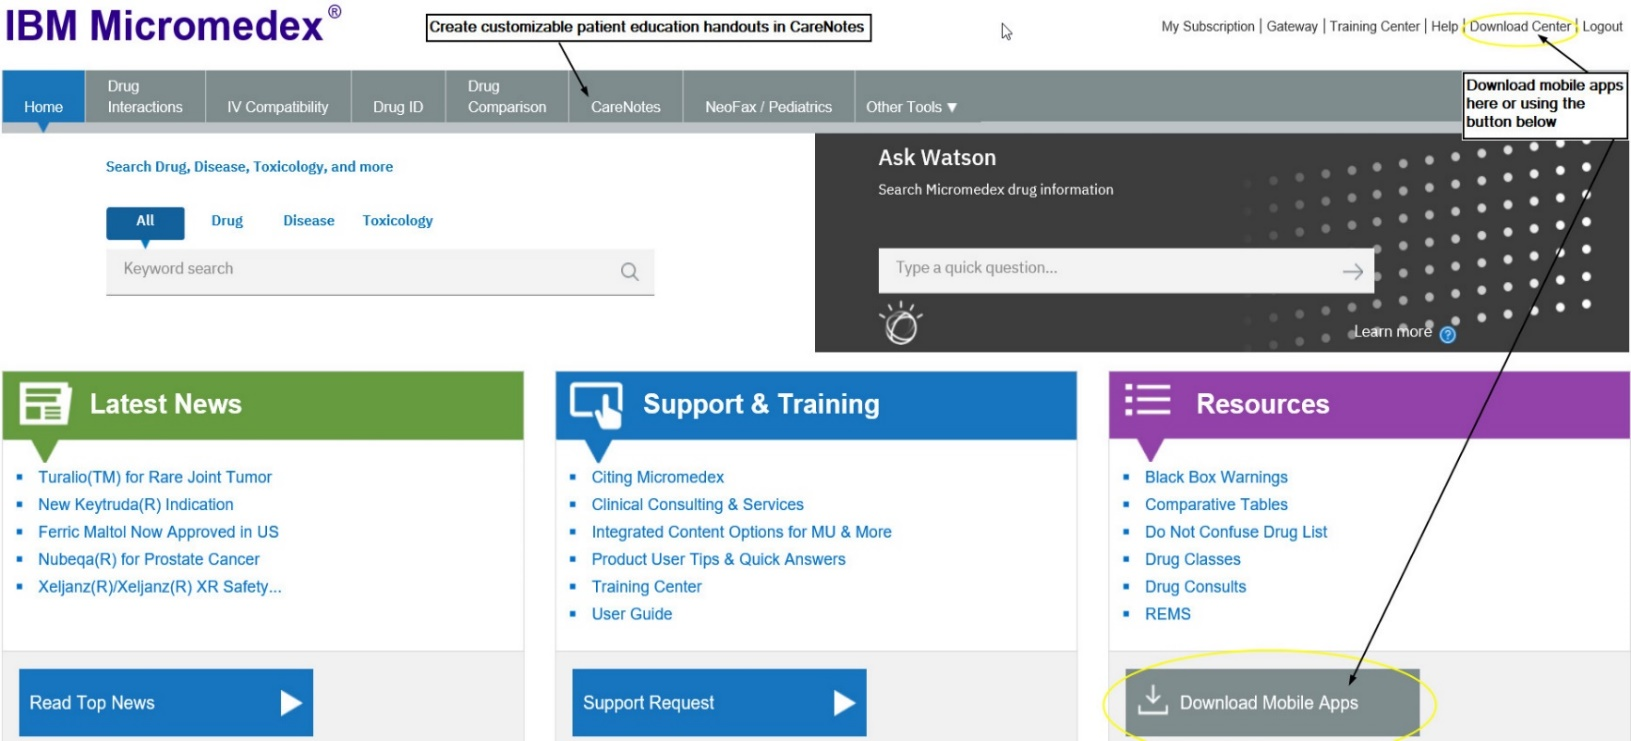 IBM Micromedex®
Create customizable patient education handouts in CareNotes
My Subscription | Gateway | Training Center | Help | Download Center | Logout
Download mobile apps
here or using the
button below
Home
Drug
Interactions
IV Compatibility
Drug ID
Drug
Comparison
CareNotes
NeoFax / Pediatrics
Other Tools ▼
Search Drug, Disease, Toxicology, and more
All Drug Disease Toxicology
Keyword search
Ask Watson
Search Micromedex drug information
Type a quick question...
Learn more ?
Latest News
Turalio(TM) for Rare Joint Tumor
New Keytruda(R) Indication
Ferric Maltol Now Approved in US
Nubeqa(R) for Prostate Cancer
Xeljanz(R)/Xeljanz(R) XR Safety...
Read Top News
Support & Training
Citing Micromedex
Clinical Consulting & Services
Integrated Content Options for MU & More
Product User Tips & Quick Answers
Training Center
User Guide
Support Request
Resources
Black Box Warnings
Comparative Tables
Do Not Confuse Drug List
Drug Classes
Drug Consults
REMS
Download Mobile Apps